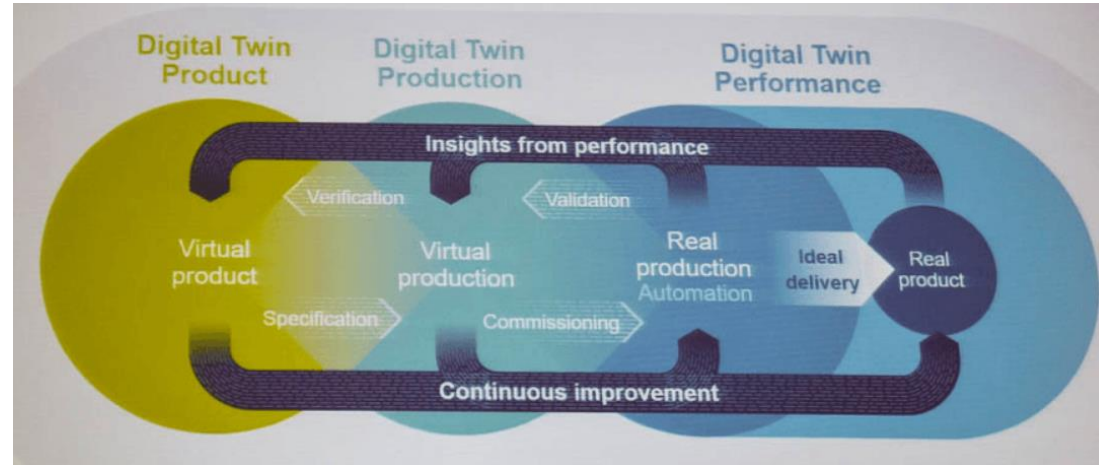 Digital Twin
Product
Digital Twin
Production
Digital Twin
Performance
Insights from performance
Verification
Validation
Virtual
product
Virtual
production
Real
production
Automation
Ideal
delivery
Real
product
Specification
Commissioning
Continuous improvement